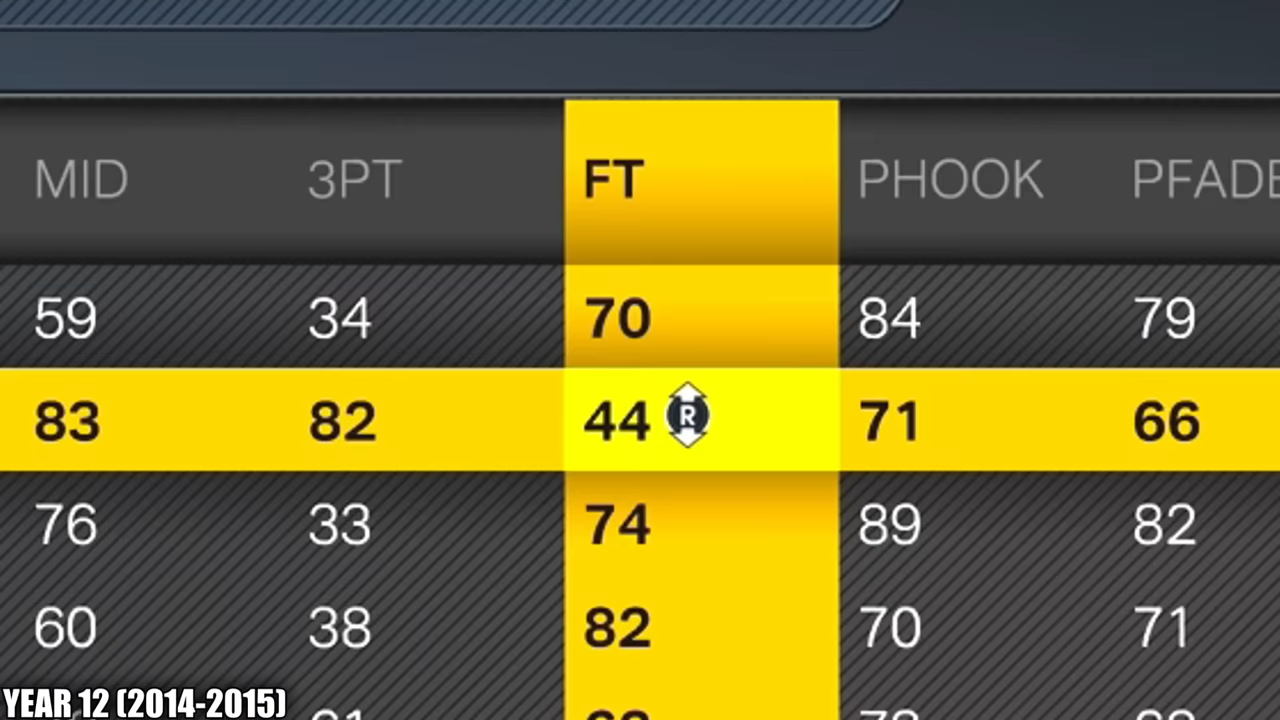 MID 3PT FT PHOOK PFADE
59 34 70 84 79
83 82 44 R 71 66
76 33 74 89 82
60 38 82 70 71
YEAR 12 (2014-2015)